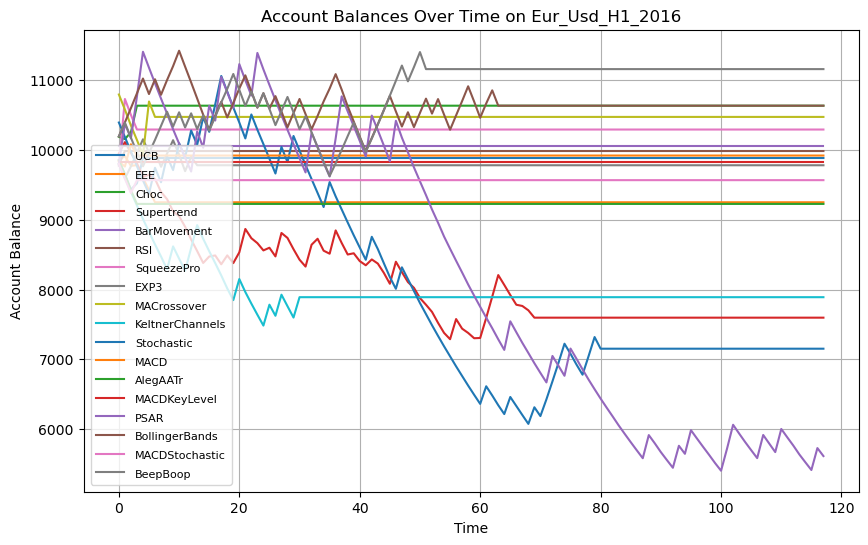 Account Balances Over Time on Eur_Usd_H1_2016
Account Balance
11000
10000
9000
8000
7000
6000
UCB
EEE
Choc
Supertrend
BarMovement
RSI
SqueezePro
EXP3
MACrossover
KeltnerChannels
Stochastic
MACD
AlegAATr
MACDKeyLevel
PSAR
BollingerBands
MACDStochastic
BeepBoop
0
20
40
60
80
100
120
Time